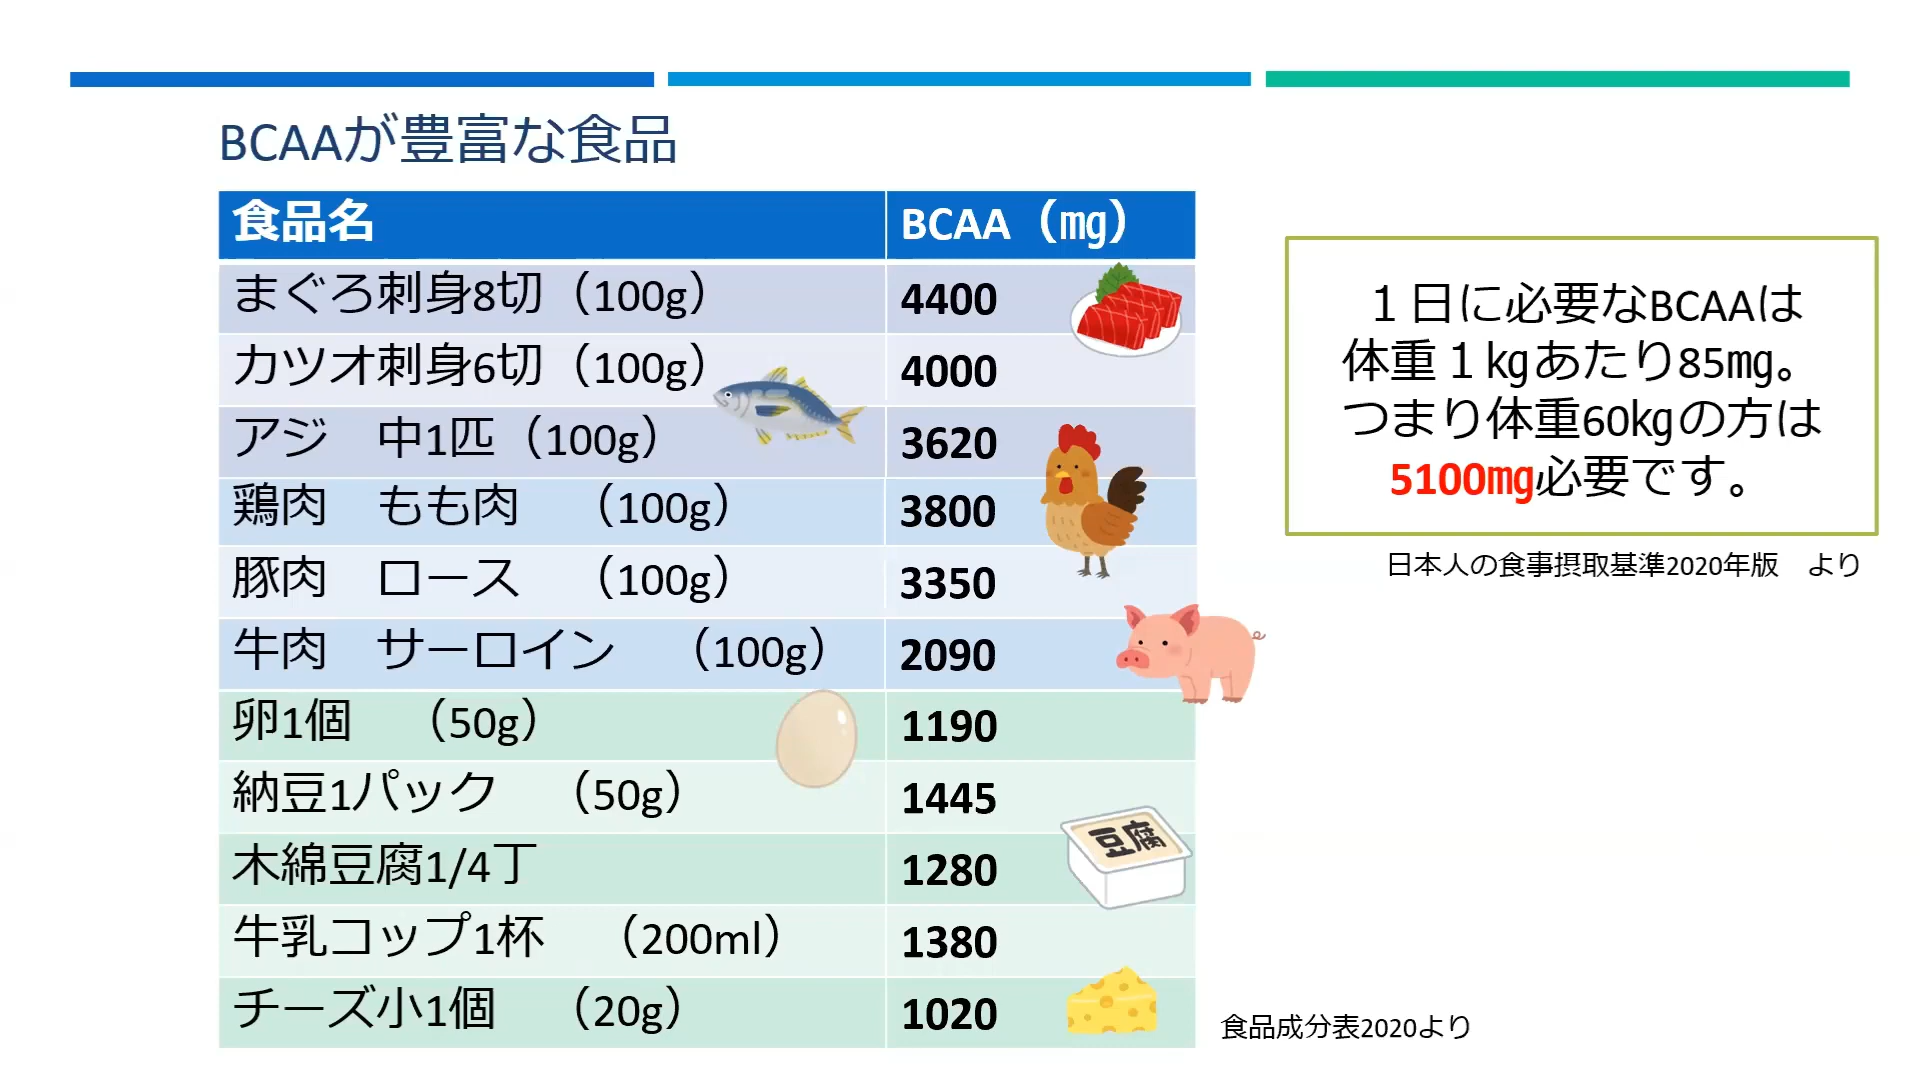 BCAAが豊富な食品
食品名 BCAA（㎎）
まぐろ刺身8切（100g） 4400
カツオ刺身6切（100g） 4000
アジ　中1匹（100g） 3620
鶏肉　もも肉　（100g） 3800
豚肉　ロース　（100g） 3350
牛肉　サーロイン　（100g） 2090
卵1個　（50g） 1190
納豆1パック　（50g） 1445
木綿豆腐1/4丁 1280
豆腐
牛乳コップ1杯　（200ml） 1380
チーズ小1個　（20g） 1020
１日に必要なBCAAは
体重１㎏あたり85㎎。
つまり体重60㎏の方は
5100㎎必要です。
日本人の食事摂取基準2020年版　より
食品成分表2020より